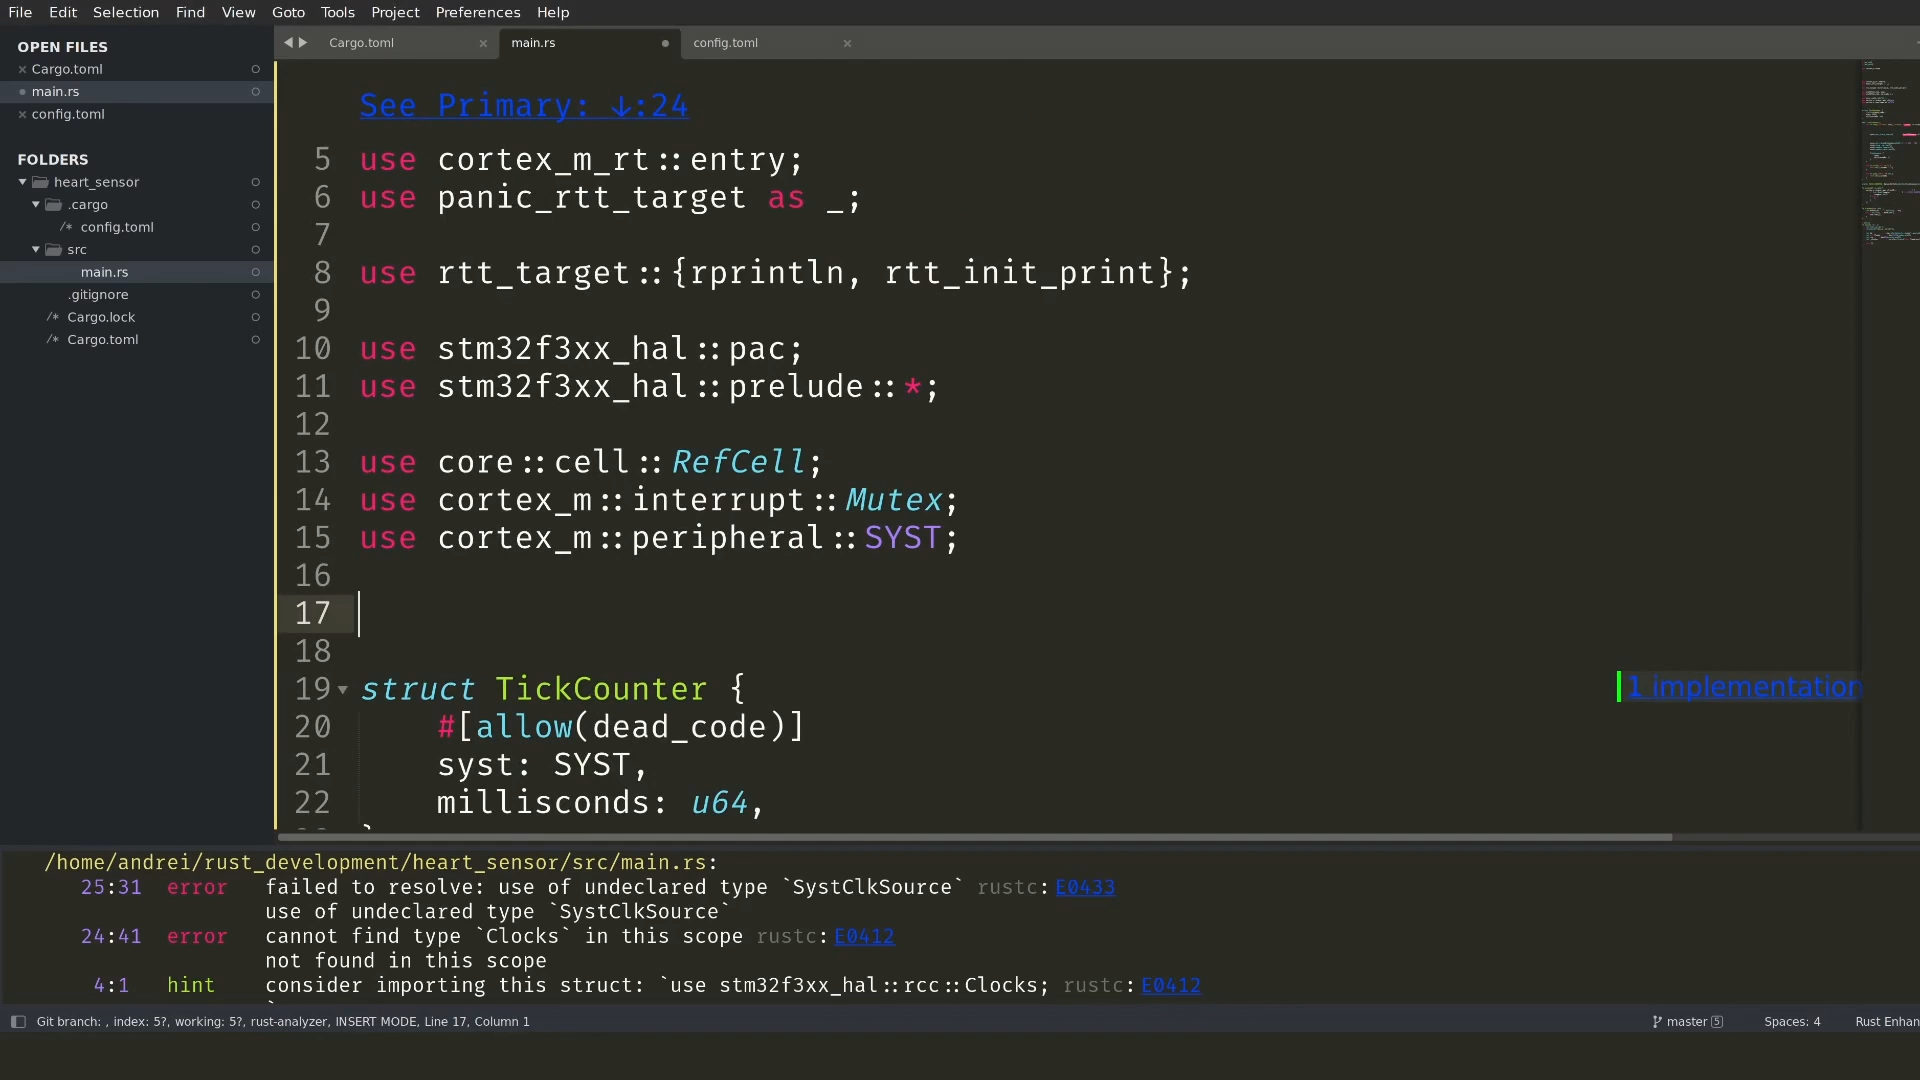 File Edit Selection Find View Goto Tools Project Preferences Help
OPEN FILES
Cargo.toml
main.rs
config.toml
FOLDERS
heart_sensor
.cargo
/* config.toml
src
main.rs
.gitignore
/* Cargo.lock
/* Cargo.toml
Cargo.toml × main.rs config.toml ×
See Primary: ↓:24
5 use cortex_m_rt::entry;
6 use panic_rtt_target as _;
7
8 use rtt_target::{rprintln, rtt_init_print};
9
10 use stm32f3xx_hal::pac;
11 use stm32f3xx_hal::prelude::*;
12
13 use core::cell::RefCell;
14 use cortex_m::interrupt::Mutex;
15 use cortex_m::peripheral::SYST;
16
17
18
19 struct TickCounter { 1 implementation
20 #[allow(dead_code)]
21 syst: SYST,
22 millisconds: u64,
/home/andrei/rust_development/heart_sensor/src/main.rs:
25:31 error failed to resolve: use of undeclared type `SystClkSource` rustc:E0433
use of undeclared type `SystClkSource`
24:41 error cannot find type `Clocks` in this scope rustc:E0412
not found in this scope
4:1 hint consider importing this struct: `use stm32f3xx_hal::rcc::Clocks; rustc:E0412
`
Git branch: , index: 5?, working: 5?, rust-analyzer, INSERT MODE, Line 17, Column 1 master 5 Spaces: 4 Rust Enhan